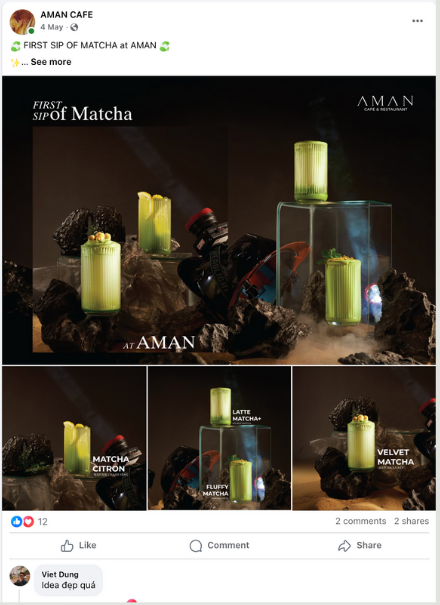 AMAN CAFE
4 May
FIRST SIP OF MATCHA at AMAN
... See more
FIRST
SIP of Matcha
AMAN
CAFE & RESTAURANT
AT AMAN
MATCHA
CITRON
LATTE
MATCHA+
FLUFFY
MATCHA
VELVET
MATCHA
12
2 comments 2 shares
Like
Comment
Share
Viet Dung
Idea đẹp quá